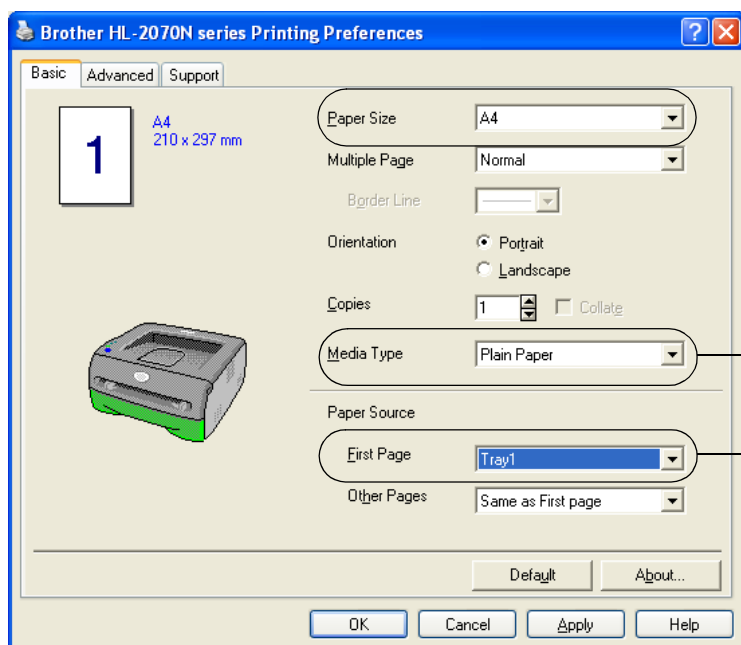 Brother HL-2070N series Printing Preferences
Basic Advanced Support
1
A4
210 x 297 mm
Paper Size A4
Multiple Page Normal
Border Line
Orientation Portrait
Landscape
Copies 1 Collate
Media Type Plain Paper
Paper Source
First Page Tray1
Other Pages Same as First page
Default About...
OK Cancel Apply Help